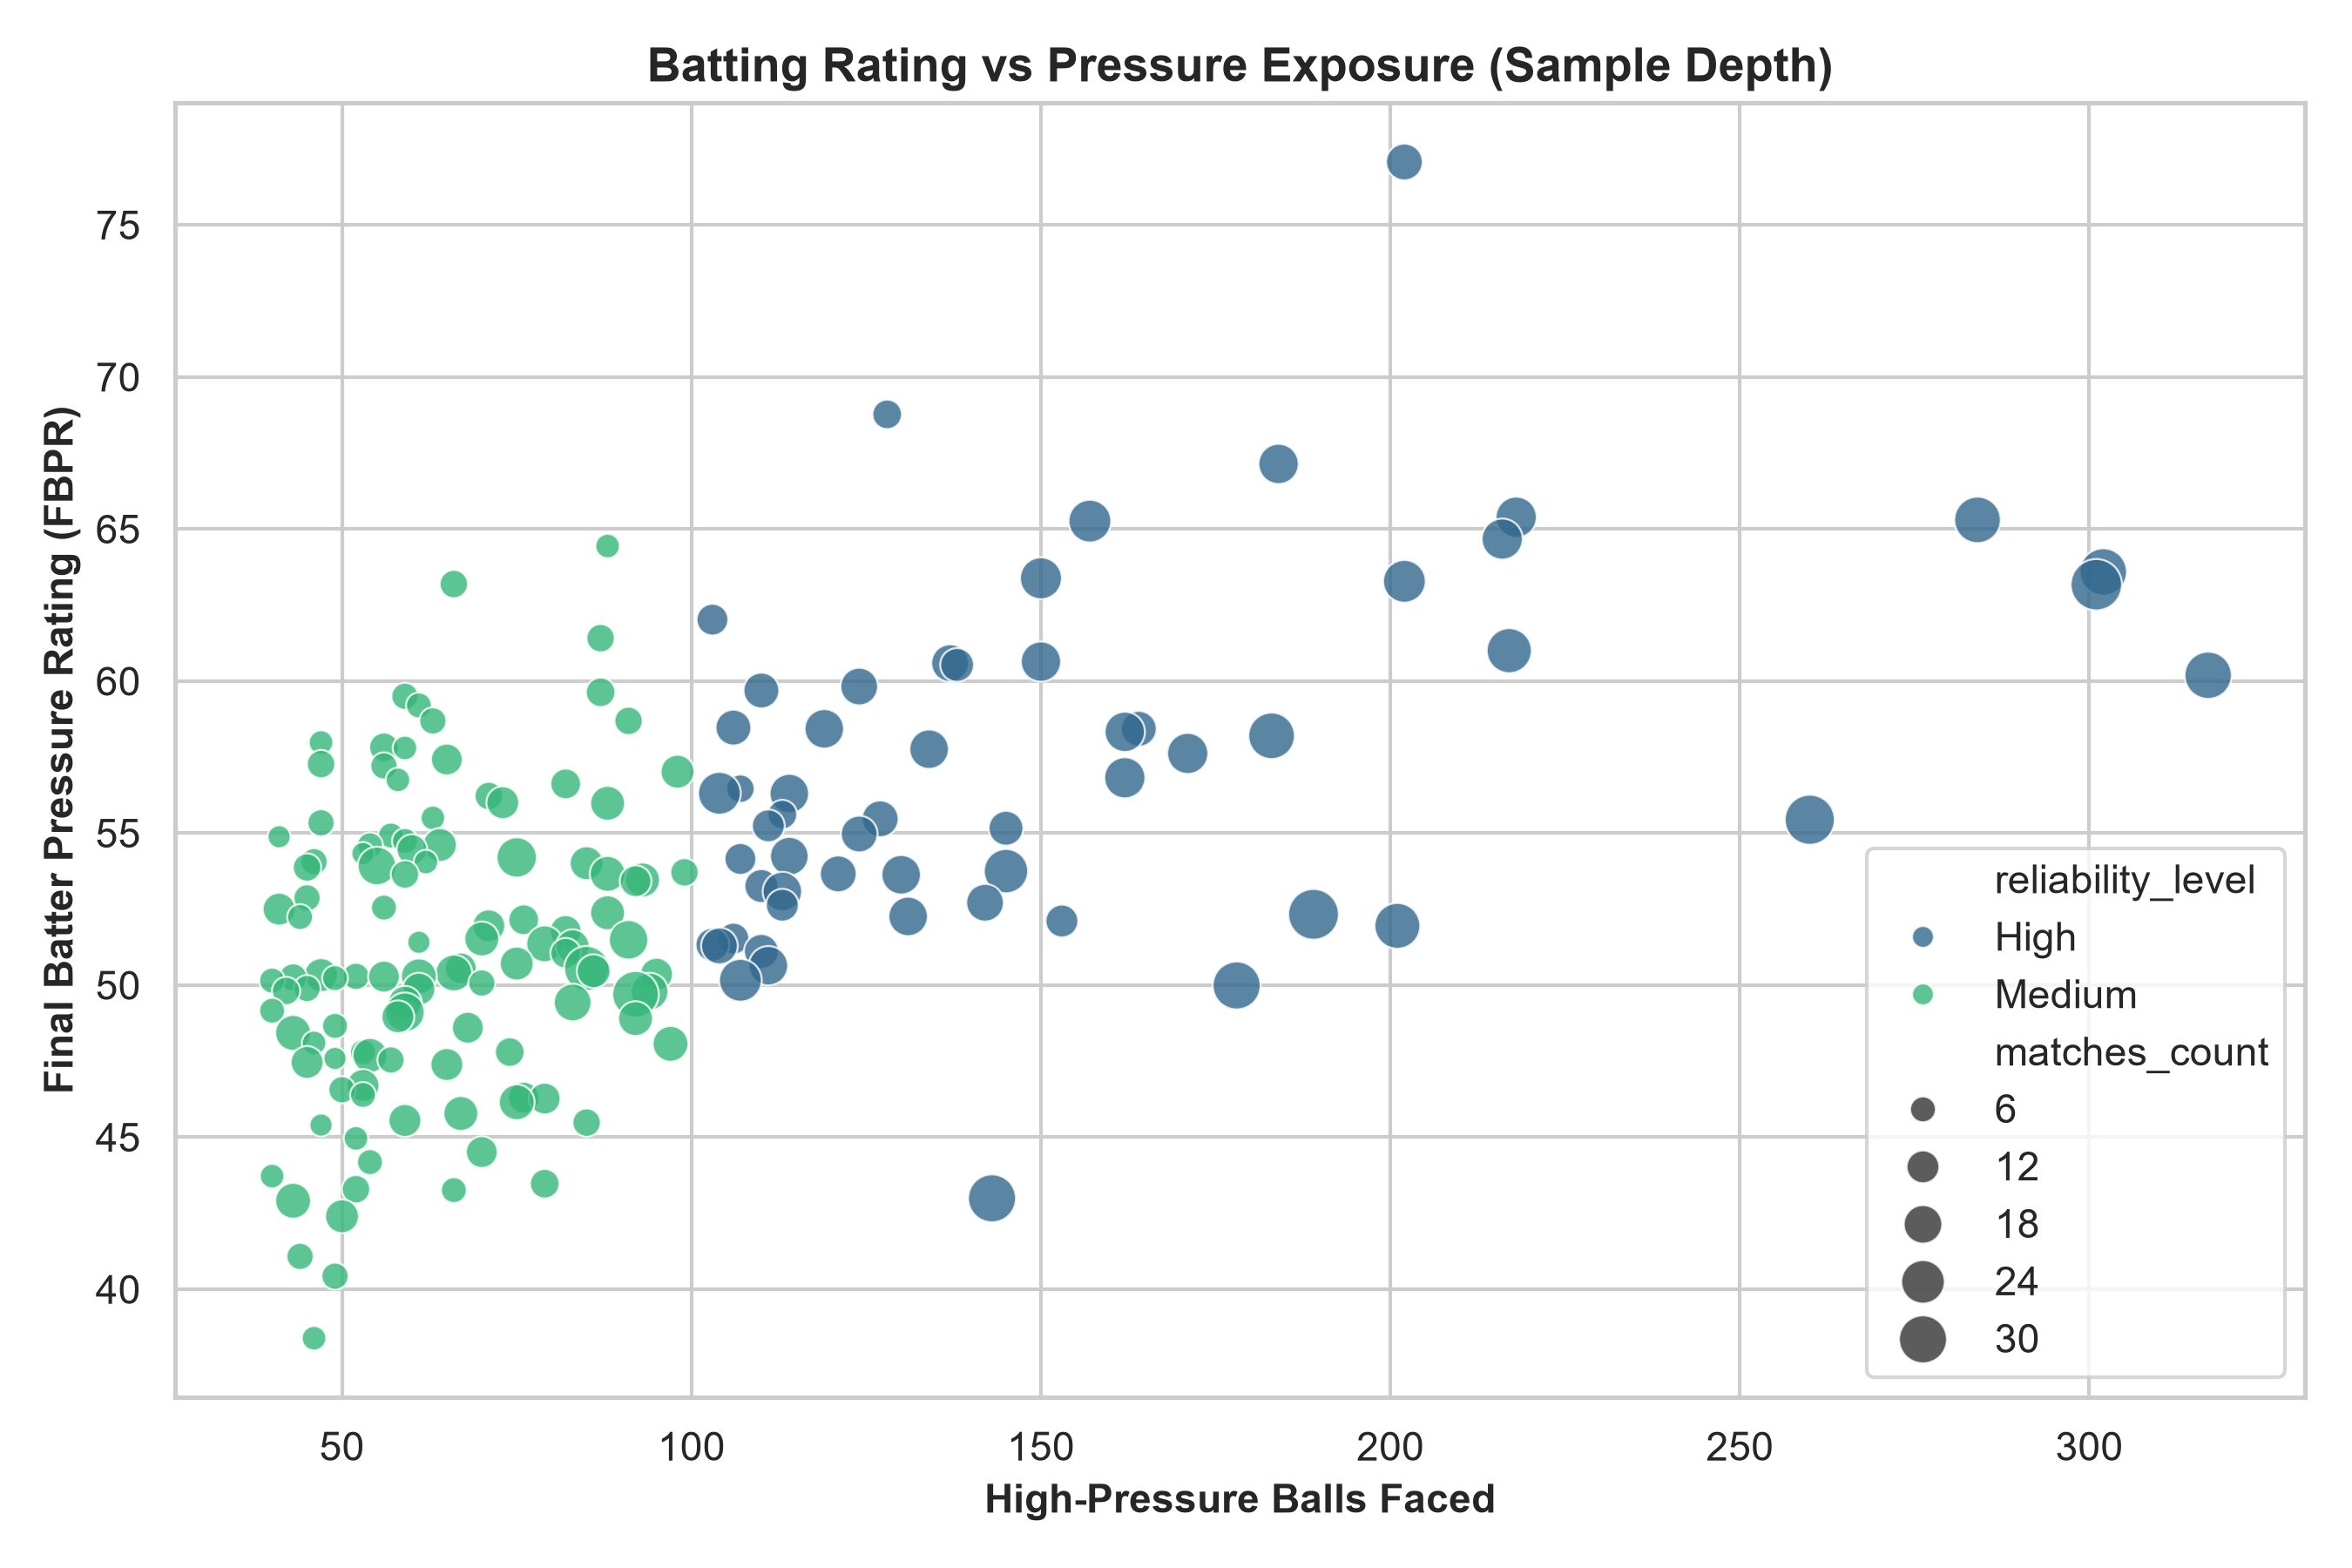 Batting Rating vs Pressure Exposure (Sample Depth)
Final Batter Pressure Rating (FBPR)
75
70
65
60
55
50
45
40
reliability_level
High
Medium
matches_count
6
12
18
24
30
50
100
150
200
250
300
High-Pressure Balls Faced